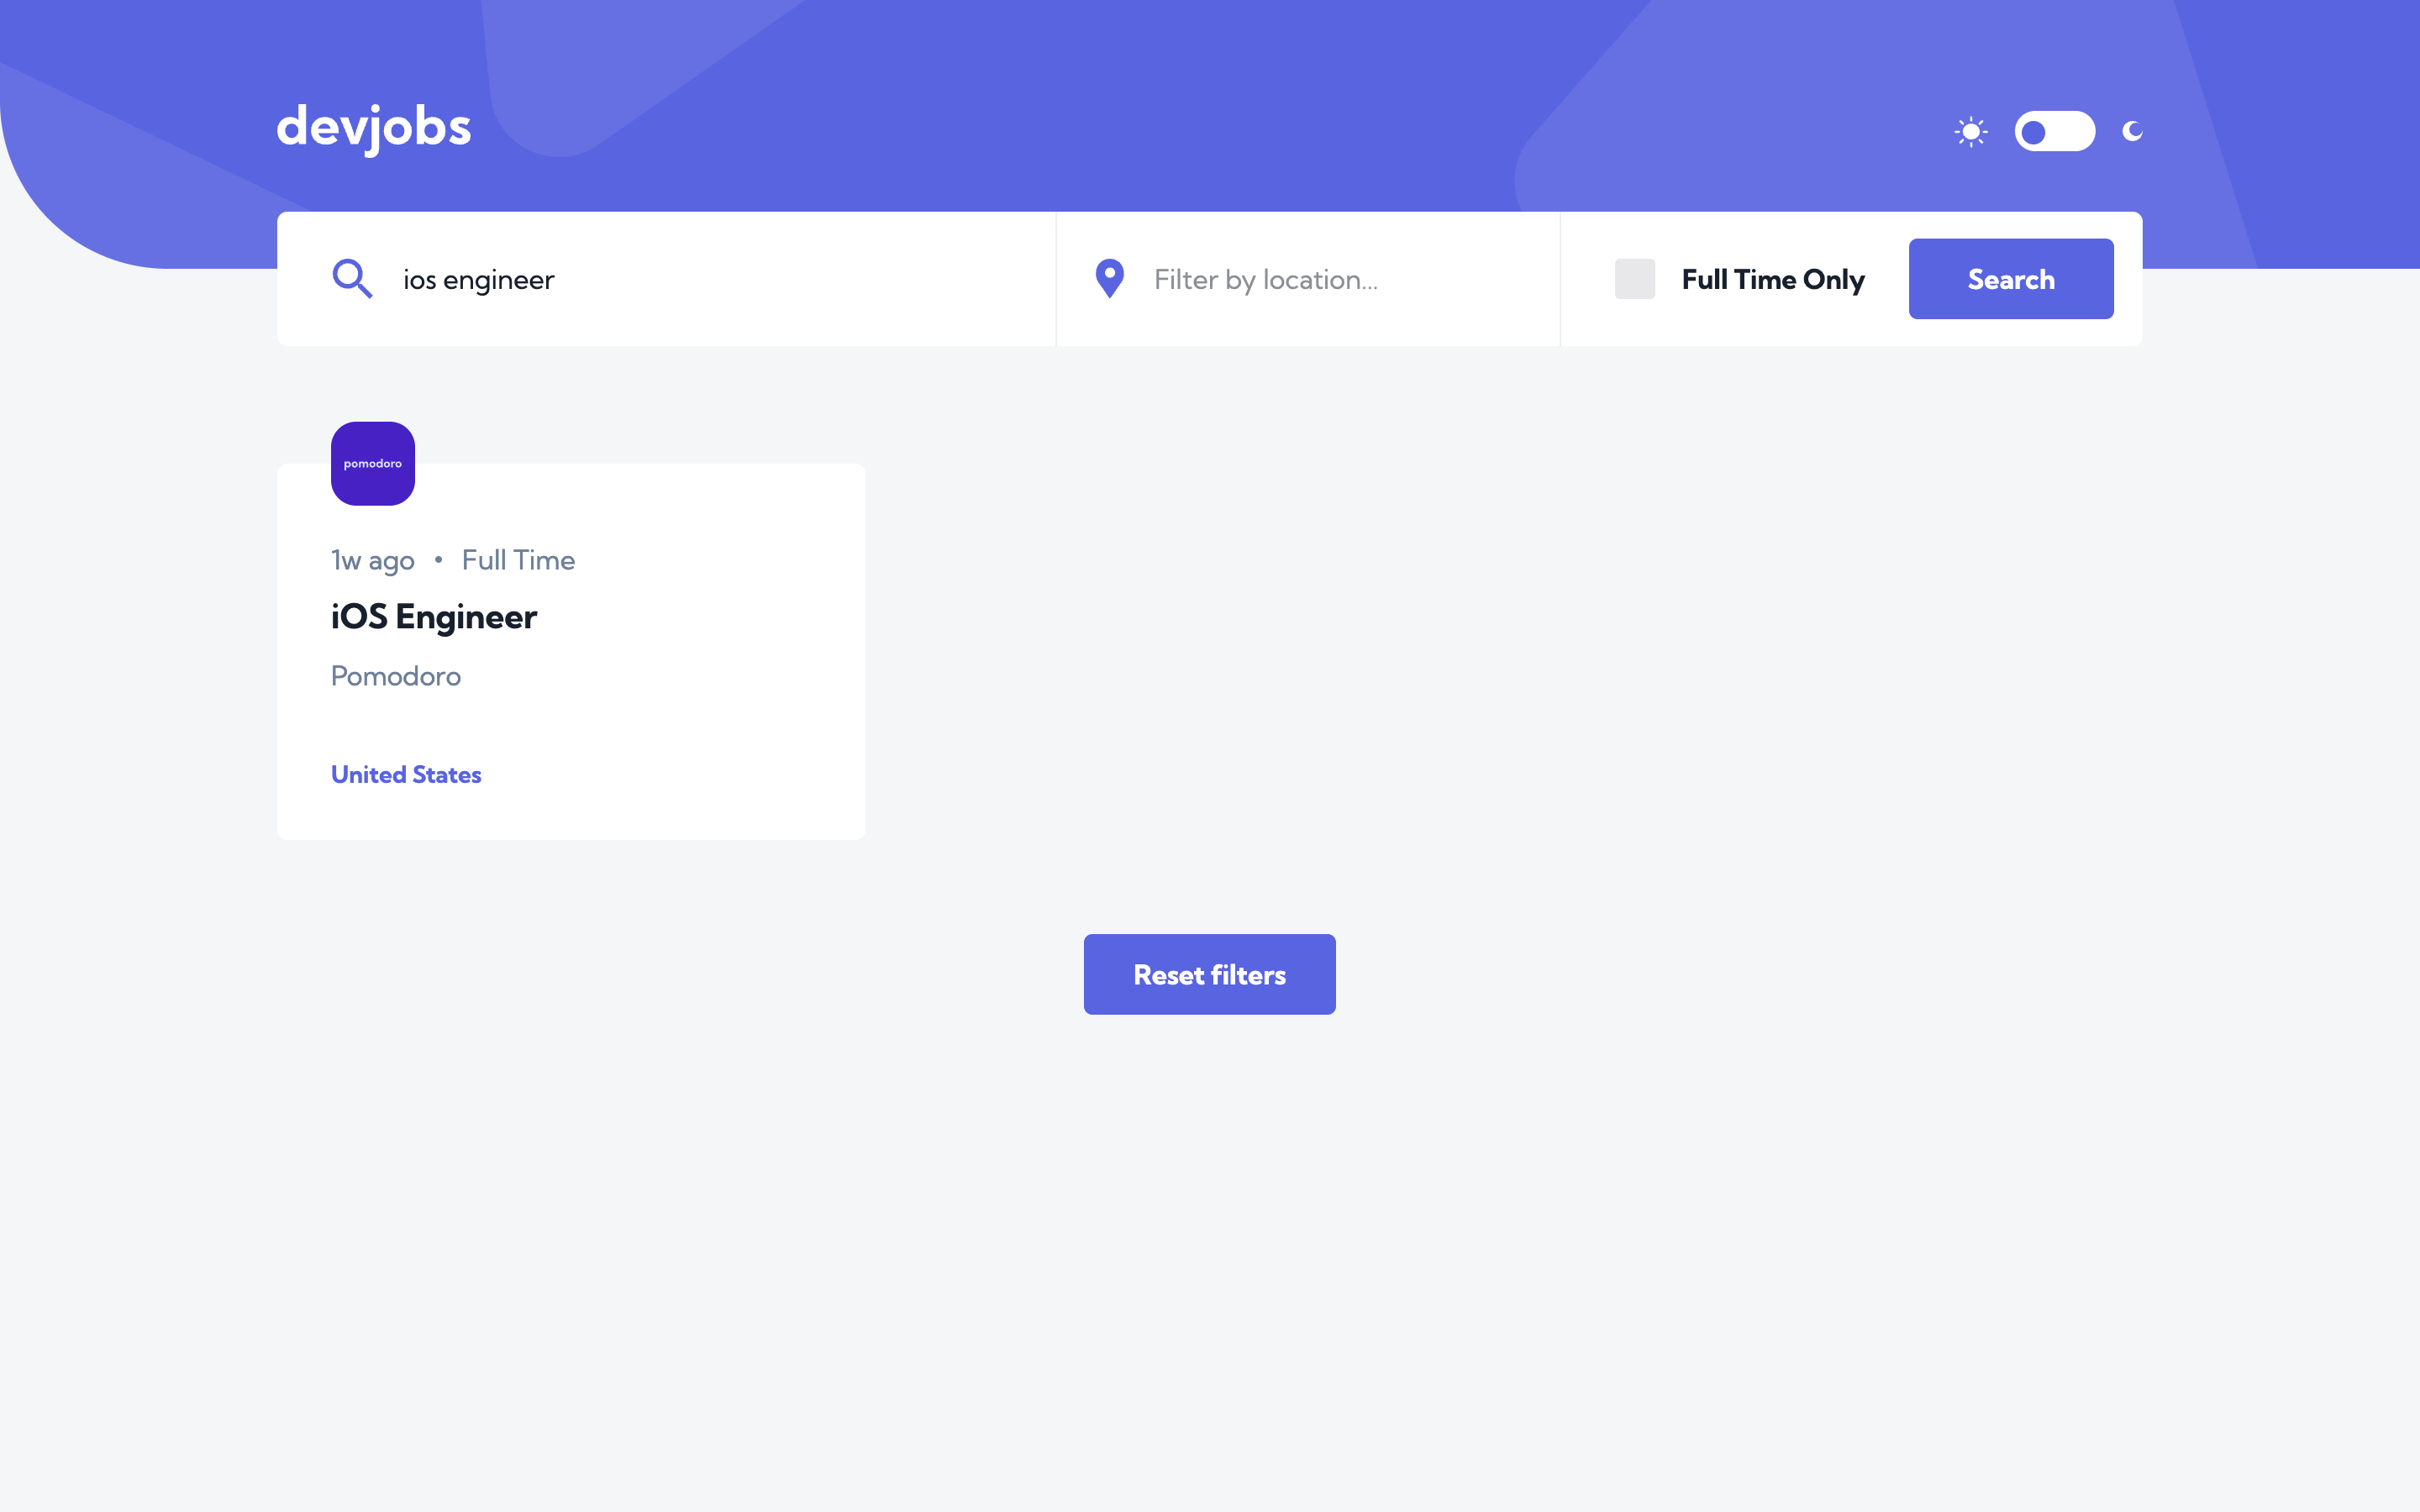 devjobs
ios engineer
Filter by location...
Full Time Only
Search
pomodoro
1w ago • Full Time
iOS Engineer
Pomodoro
United States
Reset filters